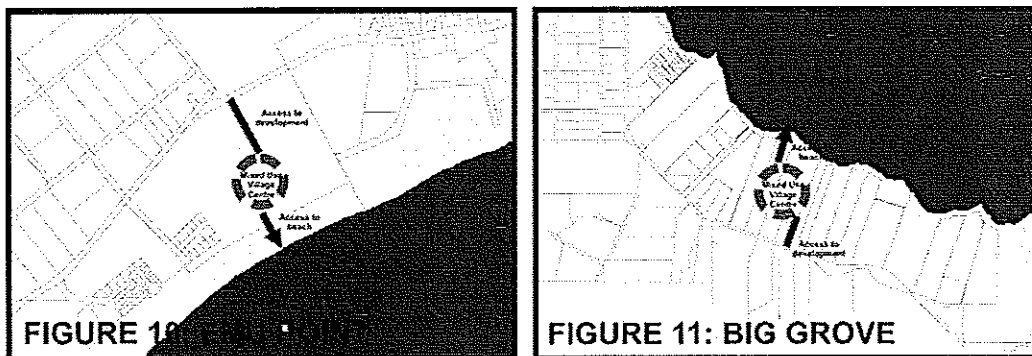 Access to
development
Mixed Use
Village
Centre
Access to
beach
FIGURE 10:
Access
beach
Mixed Use
Village
Centre
Access to
development
FIGURE 11: BIG GROVE